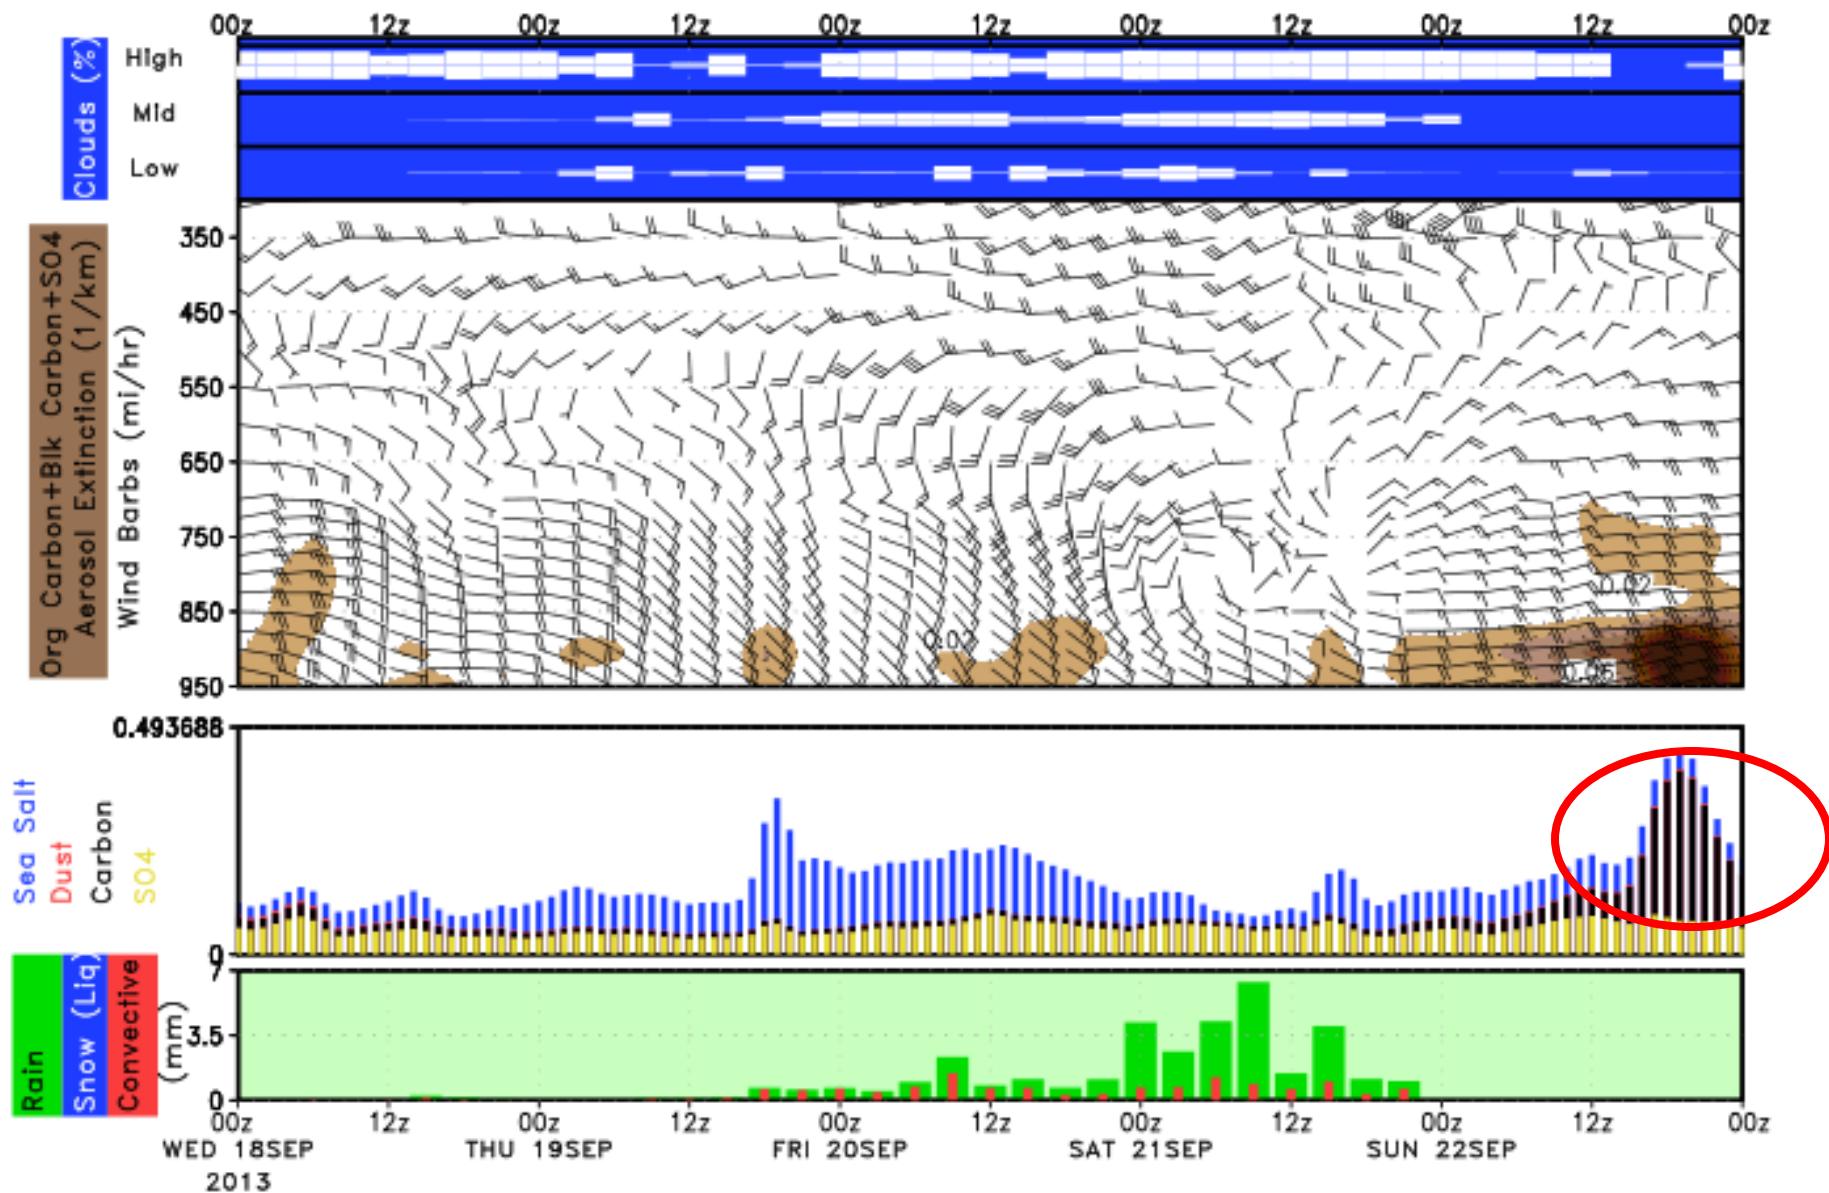 00z 12z 00z 12z 00z 12z 00z 12z 00z 12z 00z
Clouds (%)
High
Mid
Low
Org Carbon+Blk Carbon+SO4
Aerosol Extinction (1/km)
Wind Barbs (mi/hr)
350
450
550
650
750
850
950
0.02
0.02
0.06
0.493688
0
Sea Salt
Dust
Carbon
SO4
Rain
Snow (Liq)
Convective
(mm)
7
3.5
0
00z 12z 00z 12z 00z 12z 00z 12z 00z 12z 00z
WED 18SEP THU 19SEP FRI 20SEP SAT 21SEP SUN 22SEP
2013